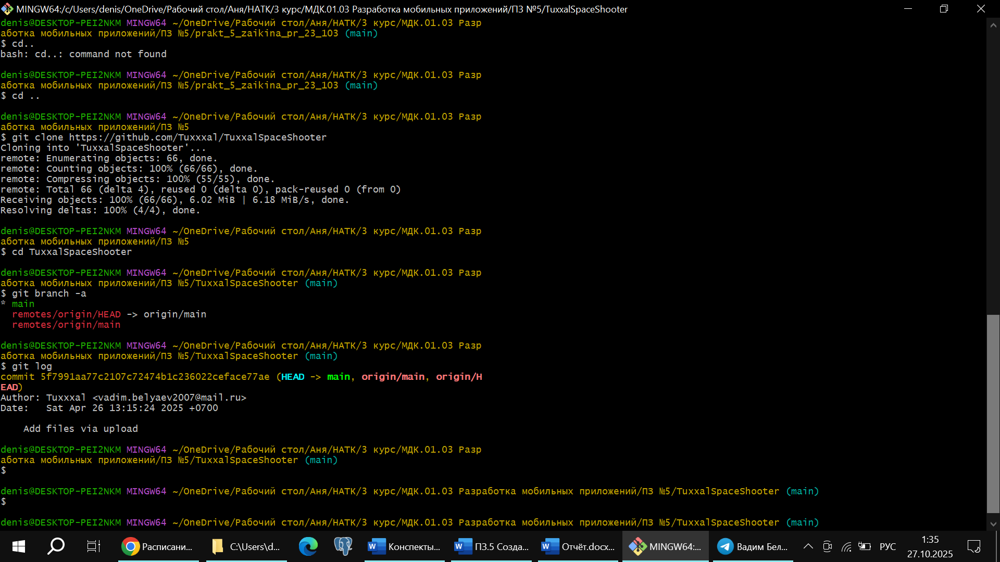 MINGW64:/c/Users/denis/OneDrive/Рабочий стол/Аня/НАТК/3 курс/МДК.01.03 Разработка мобильных приложений/ПЗ №5/TuxxalSpaceShooter
denis@DESKTOP-PEI2NKM MINGW64 ~/OneDrive/Рабочий стол/Аня/НАТК/3 курс/МДК.01.03 Разр
аботка мобильных приложений/ПЗ №5/prakt_5_zaikina_pr_23_103 (main)
$ cd..
bash: cd..: command not found
denis@DESKTOP-PEI2NKM MINGW64 ~/OneDrive/Рабочий стол/Аня/НАТК/3 курс/МДК.01.03 Разр
аботка мобильных приложений/ПЗ №5/prakt_5_zaikina_pr_23_103 (main)
$ cd ..
denis@DESKTOP-PEI2NKM MINGW64 ~/OneDrive/Рабочий стол/Аня/НАТК/3 курс/МДК.01.03 Разр
аботка мобильных приложений/ПЗ №5
$ git clone https://github.com/Tuxxxal/TuxxalSpaceShooter
Cloning into 'TuxxalSpaceShooter'...
remote: Enumerating objects: 66, done.
remote: Counting objects: 100% (66/66), done.
remote: Compressing objects: 100% (55/55), done.
remote: Total 66 (delta 4), reused 0 (delta 0), pack-reused 0 (from 0)
Receiving objects: 100% (66/66), 6.02 MiB | 6.18 MiB/s, done.
Resolving deltas: 100% (4/4), done.
denis@DESKTOP-PEI2NKM MINGW64 ~/OneDrive/Рабочий стол/Аня/НАТК/3 курс/МДК.01.03 Разр
аботка мобильных приложений/ПЗ №5
$ cd TuxxalSpaceShooter
denis@DESKTOP-PEI2NKM MINGW64 ~/OneDrive/Рабочий стол/Аня/НАТК/3 курс/МДК.01.03 Разр
аботка мобильных приложений/ПЗ №5/TuxxalSpaceShooter (main)
$ git branch -a
* main
remotes/origin/HEAD -> origin/main
remotes/origin/main
denis@DESKTOP-PEI2NKM MINGW64 ~/OneDrive/Рабочий стол/Аня/НАТК/3 курс/МДК.01.03 Разр
аботка мобильных приложений/ПЗ №5/TuxxalSpaceShooter (main)
$ git log
commit 5f7991aa77c2107c72474b1c236022ceface77ae (HEAD -> main, origin/main, origin/H
EAD)
Author: Tuxxxal <vadim.belyaev2007@mail.ru>
Date:   Sat Apr 26 13:15:24 2025 +0700
Add files via upload
denis@DESKTOP-PEI2NKM MINGW64 ~/OneDrive/Рабочий стол/Аня/НАТК/3 курс/МДК.01.03 Разр
аботка мобильных приложений/ПЗ №5/TuxxalSpaceShooter (main)
$
denis@DESKTOP-PEI2NKM MINGW64 ~/OneDrive/Рабочий стол/Аня/НАТК/3 курс/МДК.01.03 Разработка мобильных приложений/ПЗ №5/TuxxalSpaceShooter (main)
$
denis@DESKTOP-PEI2NKM MINGW64 ~/OneDrive/Рабочий стол/Аня/НАТК/3 курс/МДК.01.03 Разработка мобильных приложений/ПЗ №5/TuxxalSpaceShooter (main)
Расписани...
C:\Users\d...
Конспекты...
ПЗ.5 Созда...
Отчёт.docx...
MINGW64:...
Вадим Бел...
РУС
1:35
27.10.2025